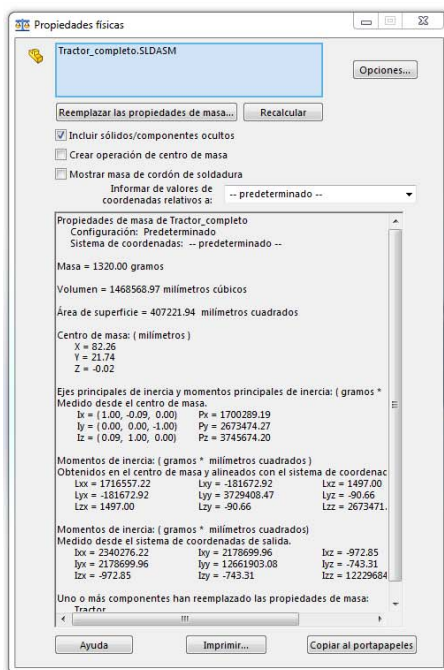 Propiedades físicas
Tractor_completo.SLDASM
Opciones...
Reemplazar las propiedades de masa...
Recalcular
Incluir sólidos/componentes ocultos
Crear operación de centro de masa
Mostrar masa de cordón de soldadura
Informar de valores de
coordenadas relativos a:
-- predeterminado --
Propiedades de masa de Tractor_completo
Configuración: Predeterminado
Sistema de coordenadas: -- predeterminado --
Masa = 1320.00 gramos
Volumen = 1468568.97 milímetros cúbicos
Área de superficie = 407221.94 milímetros cuadrados
Centro de masa: ( milímetros )
X = 82.26
Y = 21.74
Z = -0.02
Ejes principales de inercia y momentos principales de inercia: ( gramos *
Medido desde el centro de masa.
Ix = ( 1.00, -0.09, 0.00) Px = 1700289.19
Iy = ( 0.00, 0.00, -1.00) Py = 2673474.27
Iz = ( 0.09, 1.00, 0.00) Pz = 3745674.20
Momentos de inercia: ( gramos * milímetros cuadrados )
Obtenidos en el centro de masa y alineados con el sistema de coordenac
Lxx = 1716557.22 Lxy = -181672.92 Lxz = 1497.00
Lyx = -181672.92 Lyy = 3729408.47 Lyz = -90.66
Lzx = 1497.00 Lzy = -90.66 Lzz = 2673471.
Momentos de inercia: ( gramos * milímetros cuadrados)
Medido desde el sistema de coordenadas de salida.
Ixx = 2340276.22 Ixy = 2178699.96 Ixz = -972.85
Iyx = 2178699.96 Iyy = 12661903.08 Iyz = -743.31
Izx = -972.85 Izy = -743.31 Izz = 12229684
Uno o más componentes han reemplazado las propiedades de masa:
Tractor
Ayuda
Imprimir...
Copiar al portapapeles